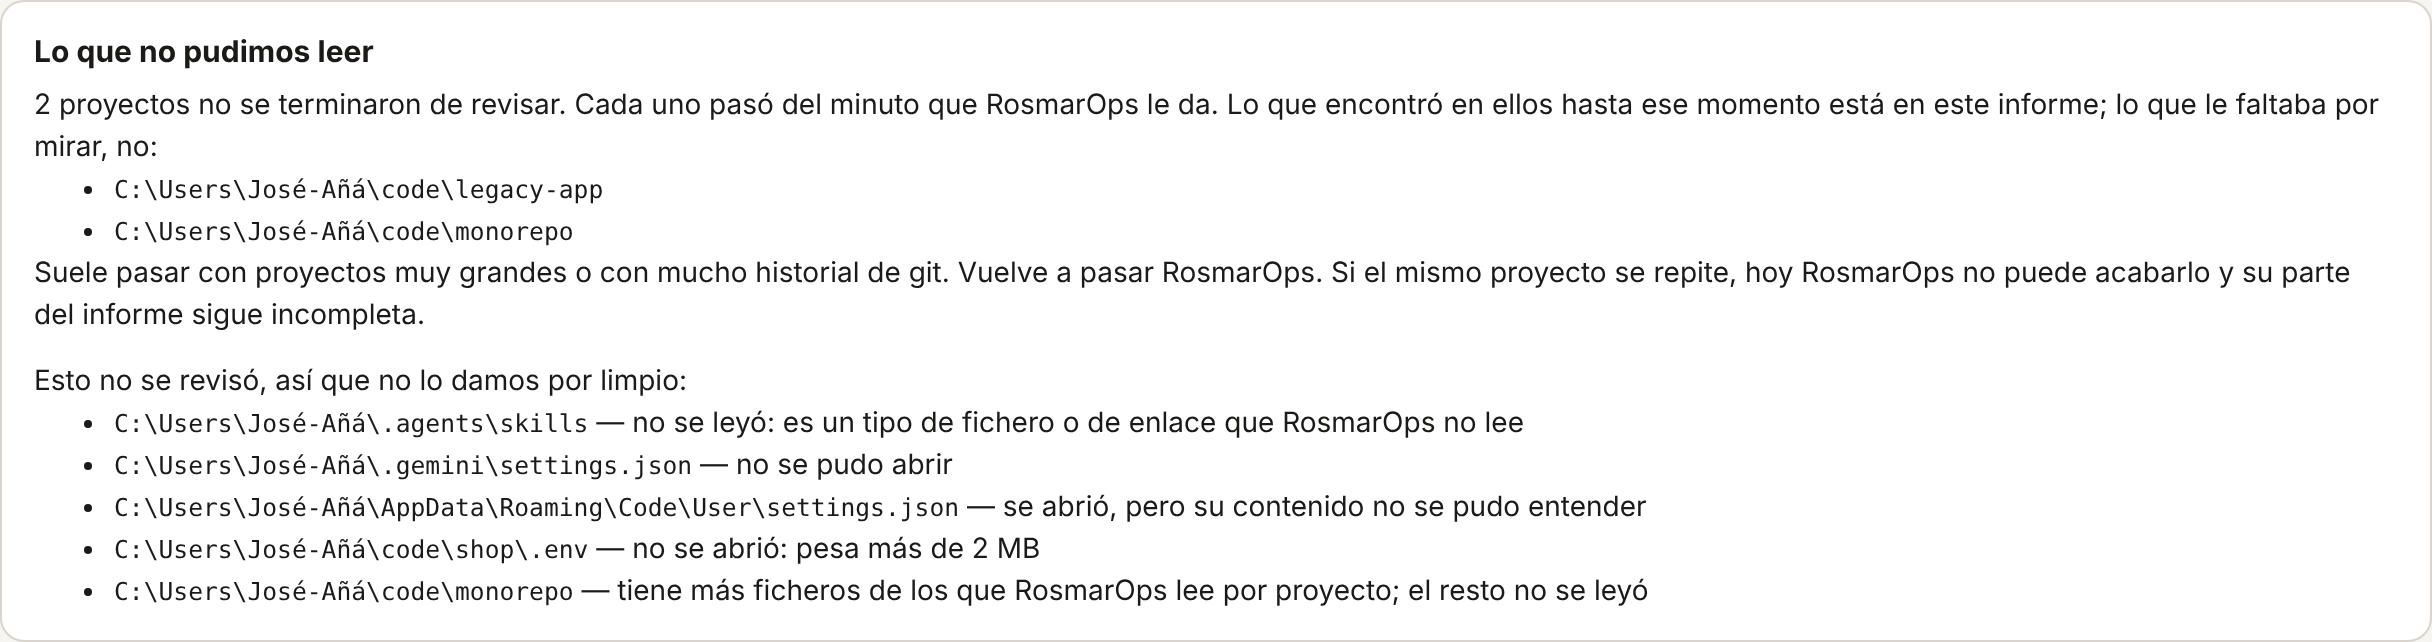 Lo que no pudimos leer
2 proyectos no se terminaron de revisar. Cada uno pasó del minuto que RosmarOps le da. Lo que encontró en ellos hasta ese momento está en este informe; lo que le faltaba por
mirar, no:
• C:\Users\José-Añá\code\legacy-app
• C:\Users\José-Añá\code\monorepo
Suele pasar con proyectos muy grandes o con mucho historial de git. Vuelve a pasar RosmarOps. Si el mismo proyecto se repite, hoy RosmarOps no puede acabarlo y su parte
del informe sigue incompleta.
Esto no se revisó, así que no lo damos por limpio:
• C:\Users\José-Añá\.agents\skills — no se leyó: es un tipo de fichero o de enlace que RosmarOps no lee
• C:\Users\José-Añá\.gemini\settings.json — no se pudo abrir
• C:\Users\José-Añá\AppData\Roaming\Code\User\settings.json — se abrió, pero su contenido no se pudo entender
• C:\Users\José-Añá\code\shop\.env — no se abrió: pesa más de 2 MB
• C:\Users\José-Añá\code\monorepo — tiene más ficheros de los que RosmarOps lee por proyecto; el resto no se leyó